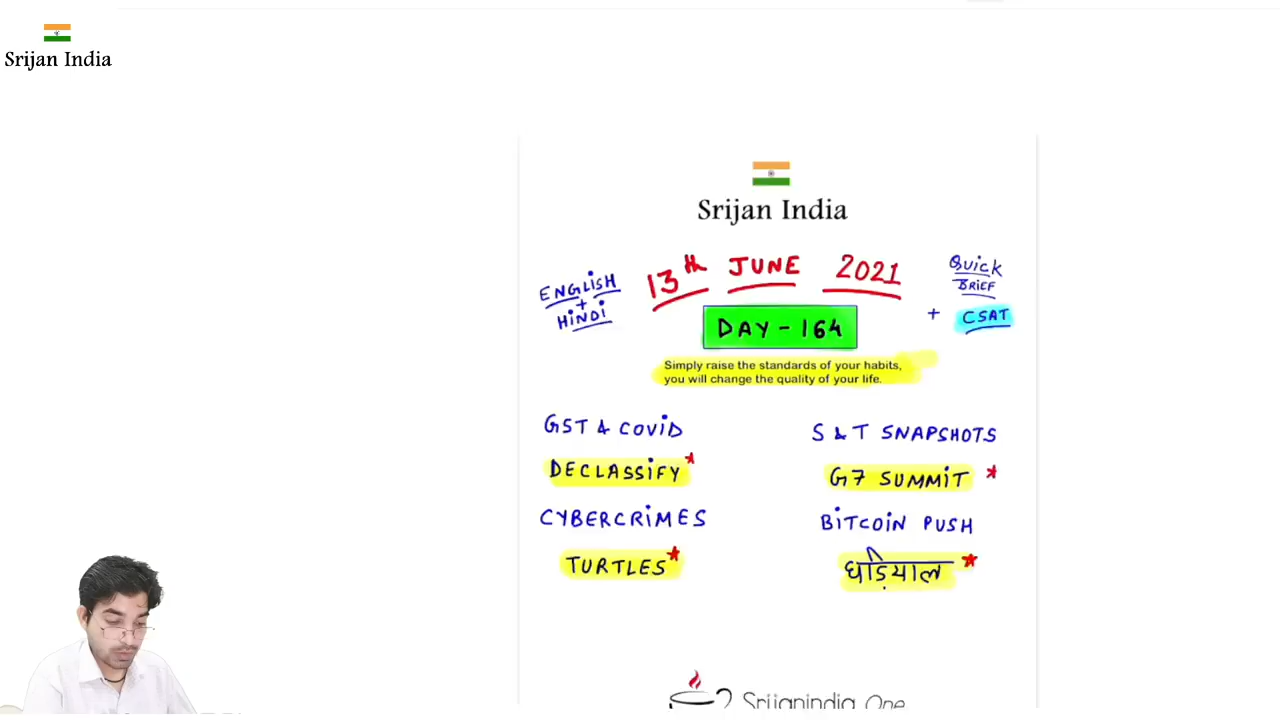 Srijan India
Srijan India
ENGLISH
+
HINDI
13th JUNE 2021
QUICK
BRIEF
+ CSAT
DAY - 164
Simply raise the standards of your habits,
you will change the quality of your life.
GST & COVID
S & T SNAPSHOTS
DECLASSIFY*
G7 SUMMIT *
CYBERCRIMES
BITCOIN PUSH
TURTLES*
घड़ियाल *
Srijanindia One